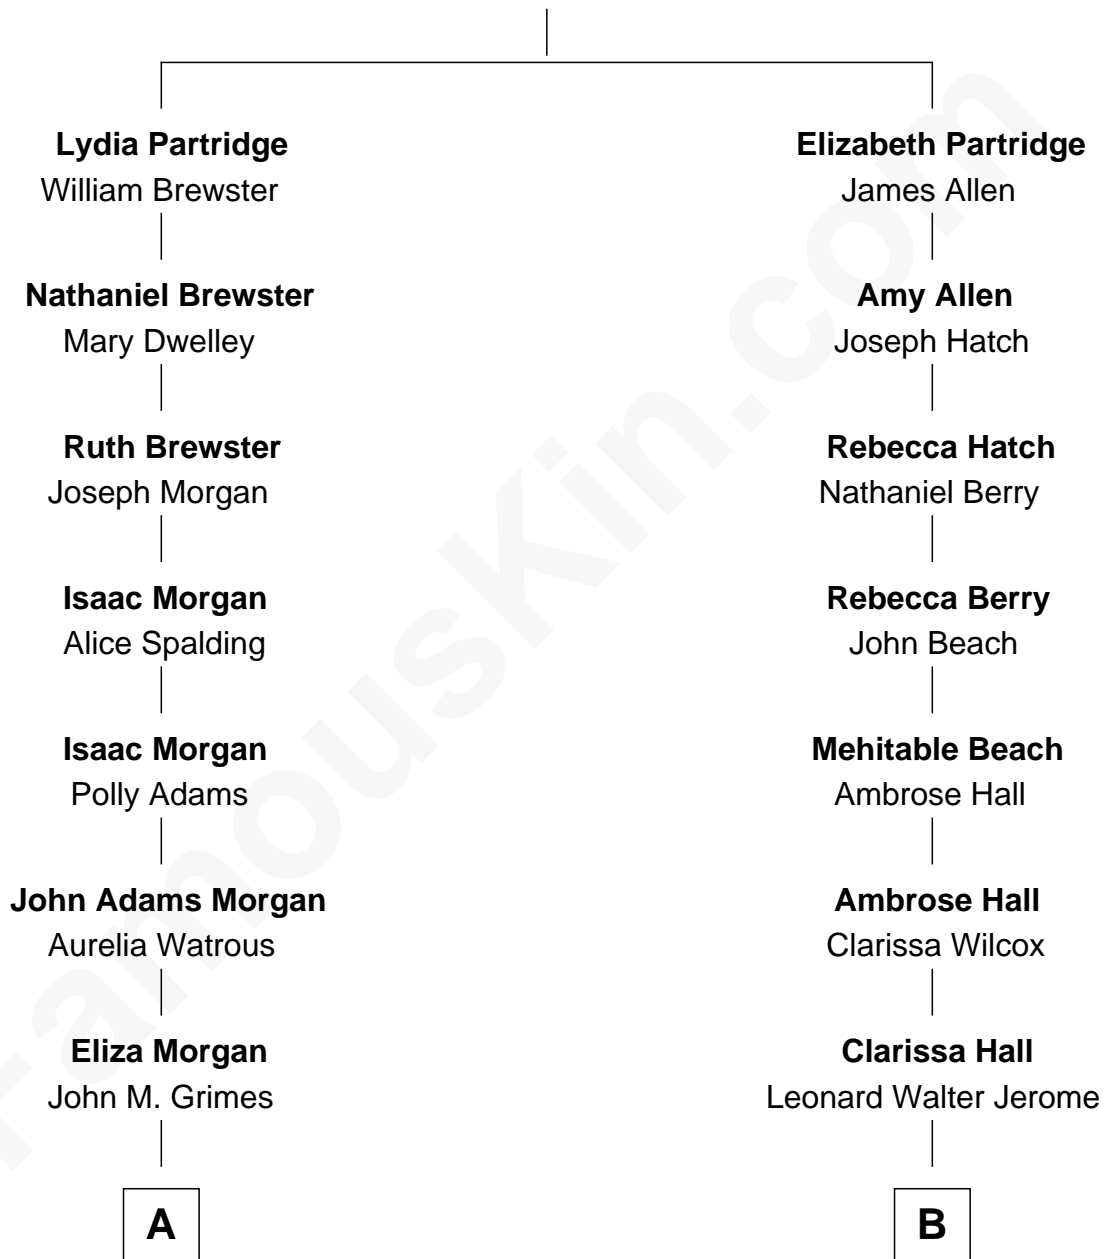 Lydia Partridge
William Brewster
Elizabeth Partridge
James Allen
Nathaniel Brewster
Mary Dwelley
Amy Allen
Joseph Hatch
Ruth Brewster
Joseph Morgan
Rebecca Hatch
Nathaniel Berry
Isaac Morgan
Alice Spalding
Rebecca Berry
John Beach
Isaac Morgan
Polly Adams
Mehitable Beach
Ambrose Hall
John Adams Morgan
Aurelia Watrous
Ambrose Hall
Clarissa Wilcox
Eliza Morgan
John M. Grimes
Clarissa Hall
Leonard Walter Jerome
A
B
FamousKin.com